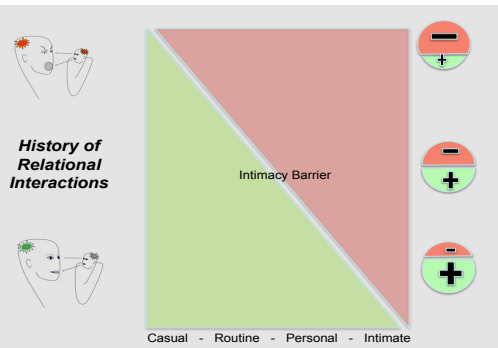 History of
Relational
Interactions
Intimacy Barrier
Casual - Routine - Personal - Intimate